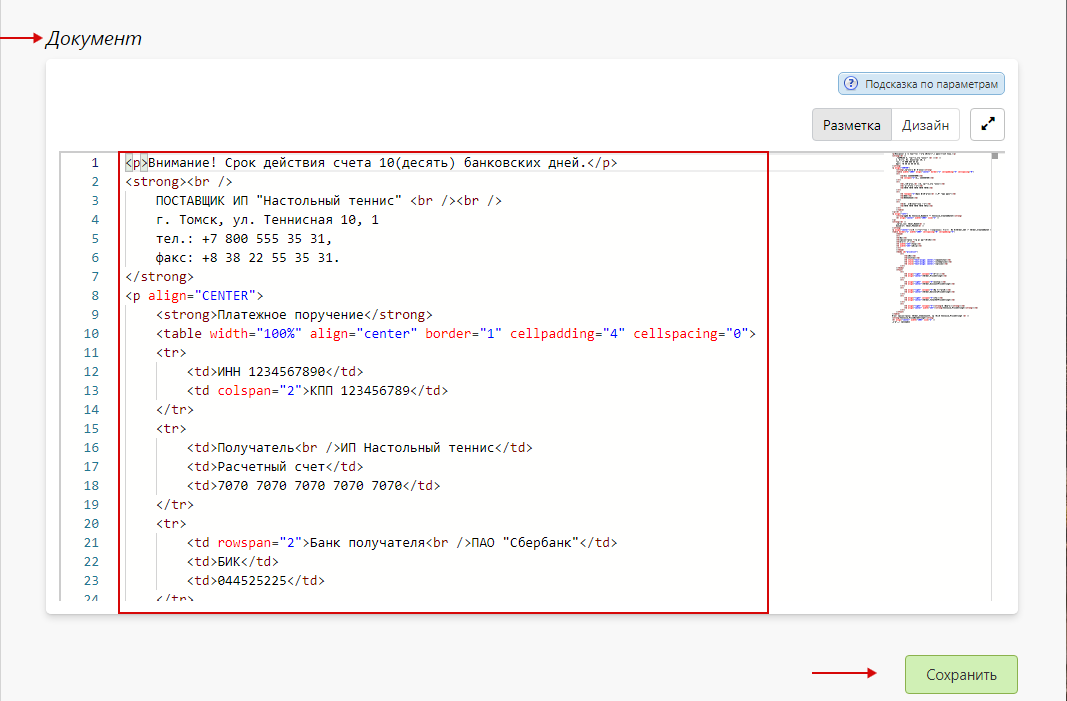 Документ
Подсказка по параметрам
Разметка Дизайн
1 <p>Внимание! Срок действия счета 10(десять) банковских дней.</p>
2 <strong><br />
3 ПОСТАВЩИК ИП "Настольный теннис" <br /><br />
4 г. Томск, ул. Теннисная 10, 1
5 тел.: +7 800 555 35 31,
6 факс: +8 38 22 55 35 31.
7 </strong>
8 <p align="CENTER">
9 <strong>Платежное поручение</strong>
10 <table width="100%" align="center" border="1" cellpadding="4" cellspacing="0">
11 <tr>
12 <td>ИНН 1234567890</td>
13 <td colspan="2">КПП 123456789</td>
14 </tr>
15 <tr>
16 <td>Получатель<br />ИП Настольный теннис</td>
17 <td>Расчетный счет</td>
18 <td>7070 7070 7070 7070 7070</td>
19 </tr>
20 <tr>
21 <td rowspan="2">Банк получателя<br />ПАО "Сбербанк"</td>
22 <td>БИК</td>
23 <td>044525225</td>
24 </tr>
Сохранить